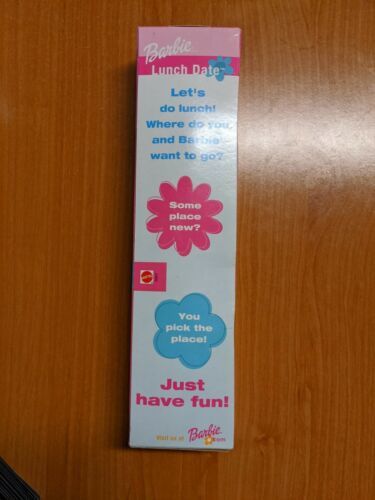 Barbie
Lunch Date™
Let's
do lunch!
Where do you
and Barbie®
want to go?
Some
place
new?
You
pick the
place!
Just
have fun!
Visit us at Barbie.com